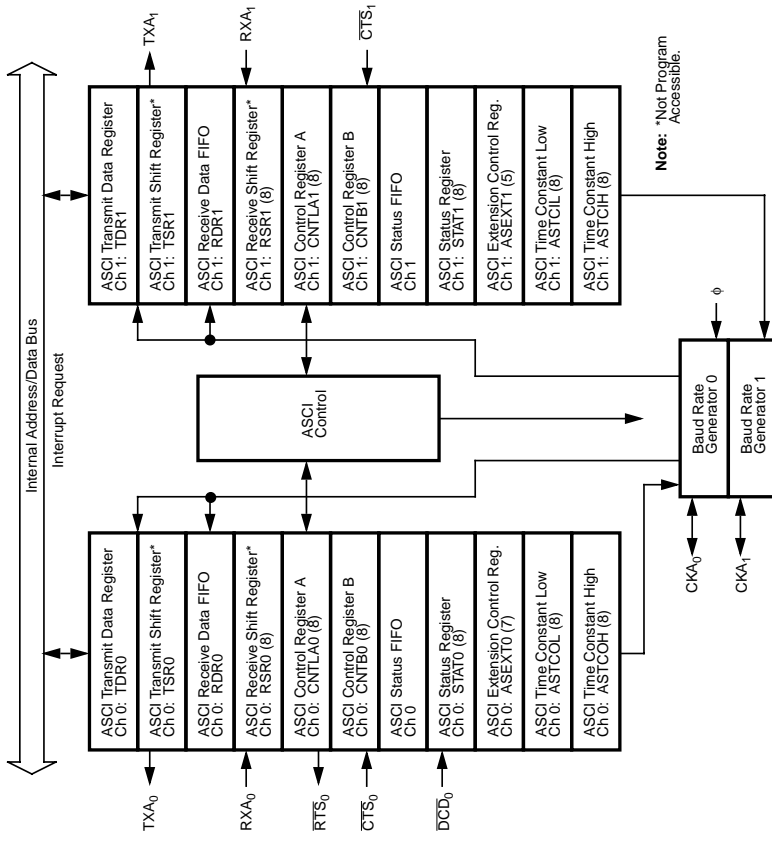 Internal Address/Data Bus
Interrupt Request
ASCI Transmit Data Register
Ch 0: TDR0
ASCI Transmit Shift Register*
Ch 0: TSR0
ASCI Receive Data FIFO
Ch 0: RDR0
ASCI Receive Shift Register*
Ch 0: RSR0 (8)
ASCI Control Register A
Ch 0: CNTLA0 (8)
ASCI Control Register B
Ch 0: CNTB0 (8)
ASCI Status FIFO
Ch 0
ASCI Status Register
Ch 0: STAT0 (8)
ASCI Extension Control Reg.
Ch 0: ASEXT0 (7)
ASCI Time Constant Low
Ch 0: ASTCOL (8)
ASCI Time Constant High
Ch 0: ASTCOH (8)
TXA0
RXA0
RTS0
CTS0
DCD0
ASCI
Control
ASCI Transmit Data Register
Ch 1: TDR1
ASCI Transmit Shift Register*
Ch 1: TSR1
ASCI Receive Data FIFO
Ch 1: RDR1
ASCI Receive Shift Register*
Ch 1: RSR1 (8)
ASCI Control Register A
Ch 1: CNTLA1 (8)
ASCI Control Register B
Ch 1: CNTB1 (8)
ASCI Status FIFO
Ch 1
ASCI Status Register
Ch 1: STAT1 (8)
ASCI Extension Control Reg.
Ch 1: ASEXT1 (5)
ASCI Time Constant Low
Ch 1: ASTCIL (8)
ASCI Time Constant High
Ch 1: ASTCIH (8)
TXA1
RXA1
CTS1
CKA0
CKA1
Baud Rate
Generator 0
Baud Rate
Generator 1
ϕ
Note: *Not Program
Accessible.